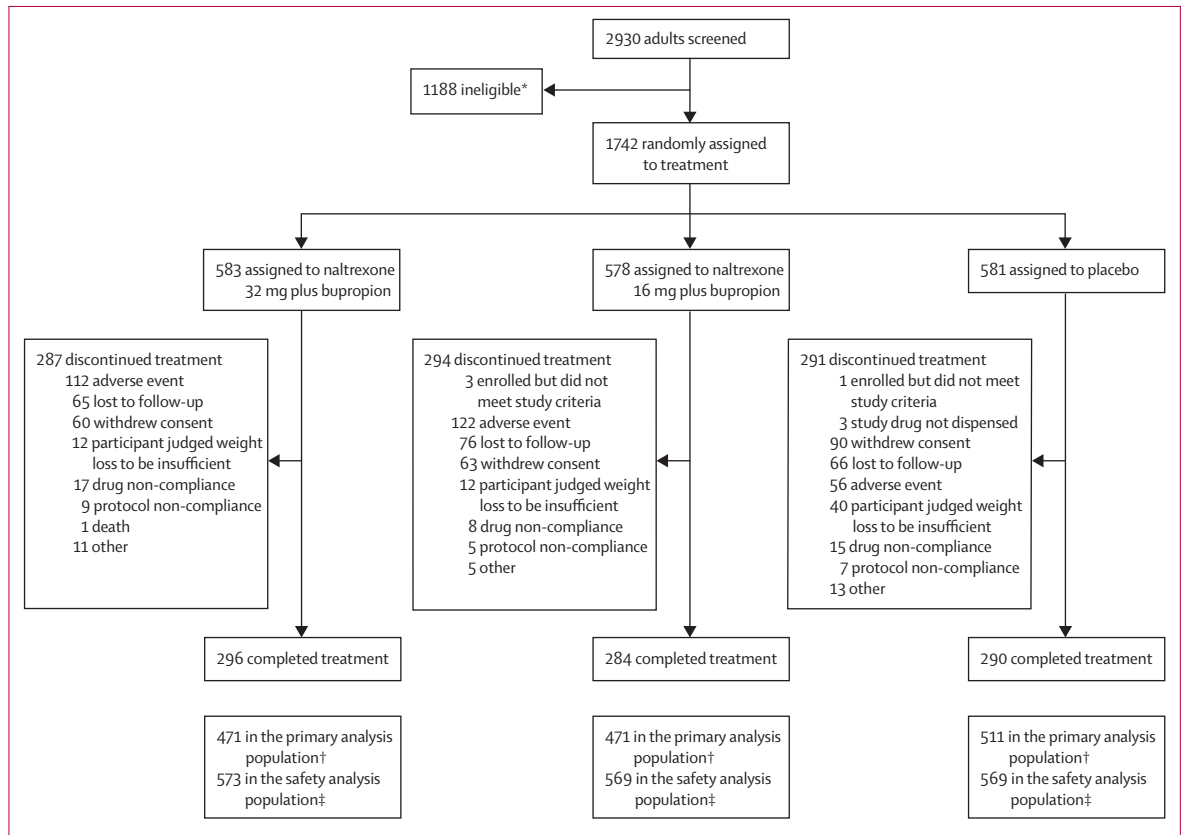 2930 adults screened
1188 ineligible*
1742 randomly assigned
to treatment
583 assigned to naltrexone
32 mg plus bupropion
578 assigned to naltrexone
16 mg plus bupropion
581 assigned to placebo
287 discontinued treatment
112 adverse event
65 lost to follow-up
60 withdrew consent
12 participant judged weight
loss to be insufficient
17 drug non-compliance
9 protocol non-compliance
1 death
11 other
294 discontinued treatment
3 enrolled but did not
meet study criteria
122 adverse event
76 lost to follow-up
63 withdrew consent
12 participant judged weight
loss to be insufficient
8 drug non-compliance
5 protocol non-compliance
5 other
291 discontinued treatment
1 enrolled but did not meet
study criteria
3 study drug not dispensed
90 withdrew consent
66 lost to follow-up
56 adverse event
40 participant judged weight
loss to be insufficient
15 drug non-compliance
7 protocol non-compliance
13 other
296 completed treatment
284 completed treatment
290 completed treatment
471 in the primary analysis
population†
573 in the safety analysis
population‡
471 in the primary analysis
population†
569 in the safety analysis
population‡
511 in the primary analysis
population†
569 in the safety analysis
population‡